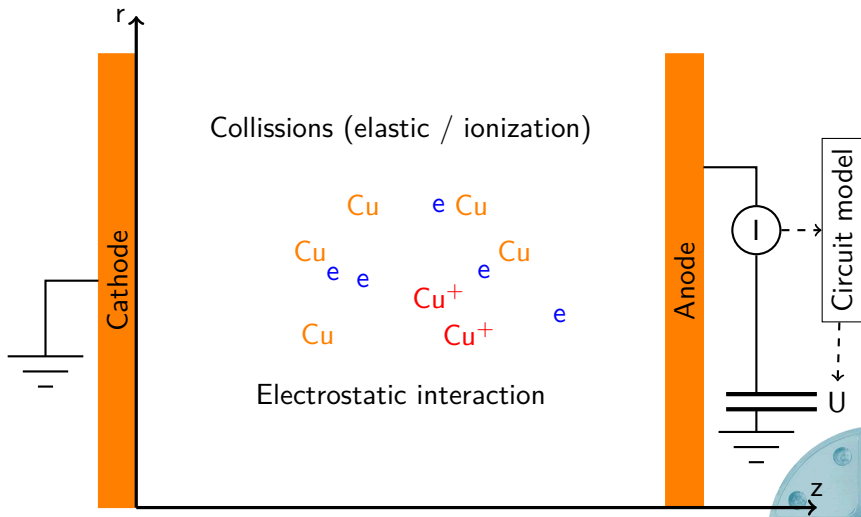 r
Collissions (elastic / ionization)
Cu
e
Cu
Cu
e
e
e
Cu
Cu⁺
e
Cu
Cu⁺
Electrostatic interaction
Cathode
Anode
I
Circuit model
U
z